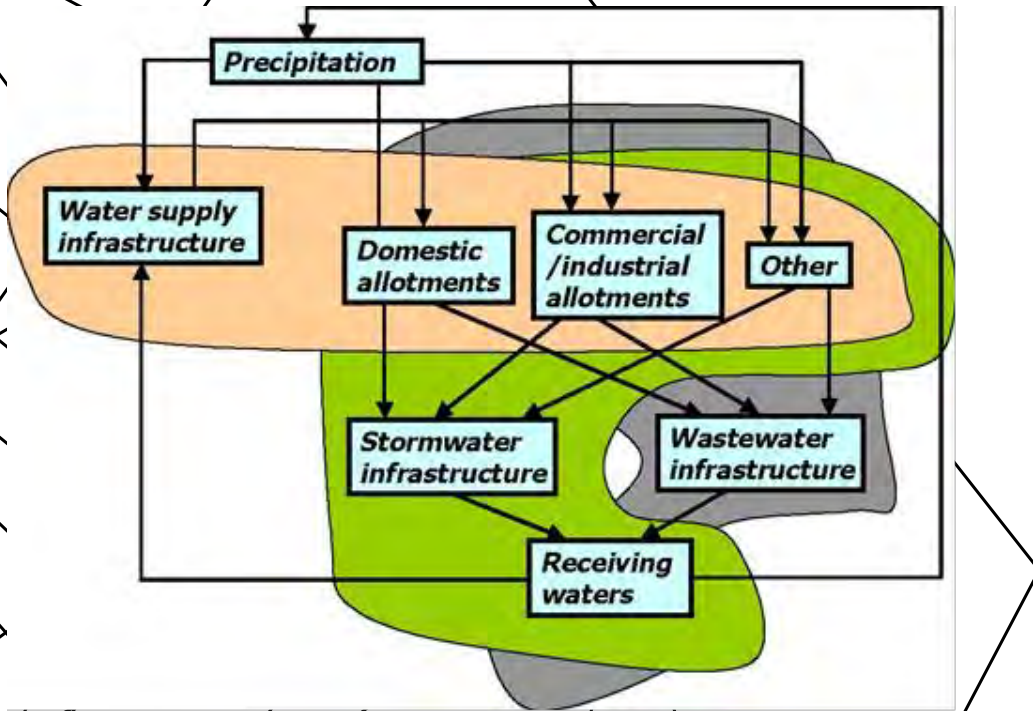 Precipitation
Water supply
infrastructure
Domestic
allotments
Commercial
/industrial
allotments
Other
Stormwater
infrastructure
Wastewater
infrastructure
Receiving
waters